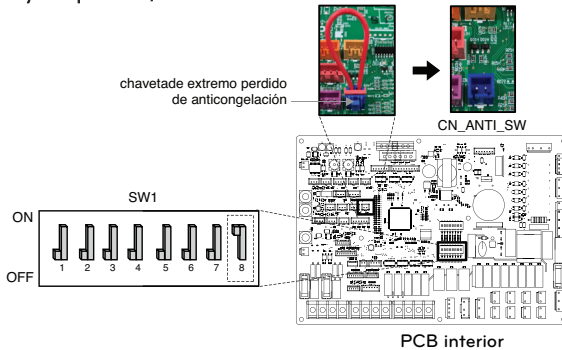 chavetade extremo perdido
de anticongelación
CN_ANTI_SW
SW1
ON
OFF
1 2 3 4 5 6 7 8
PCB interior